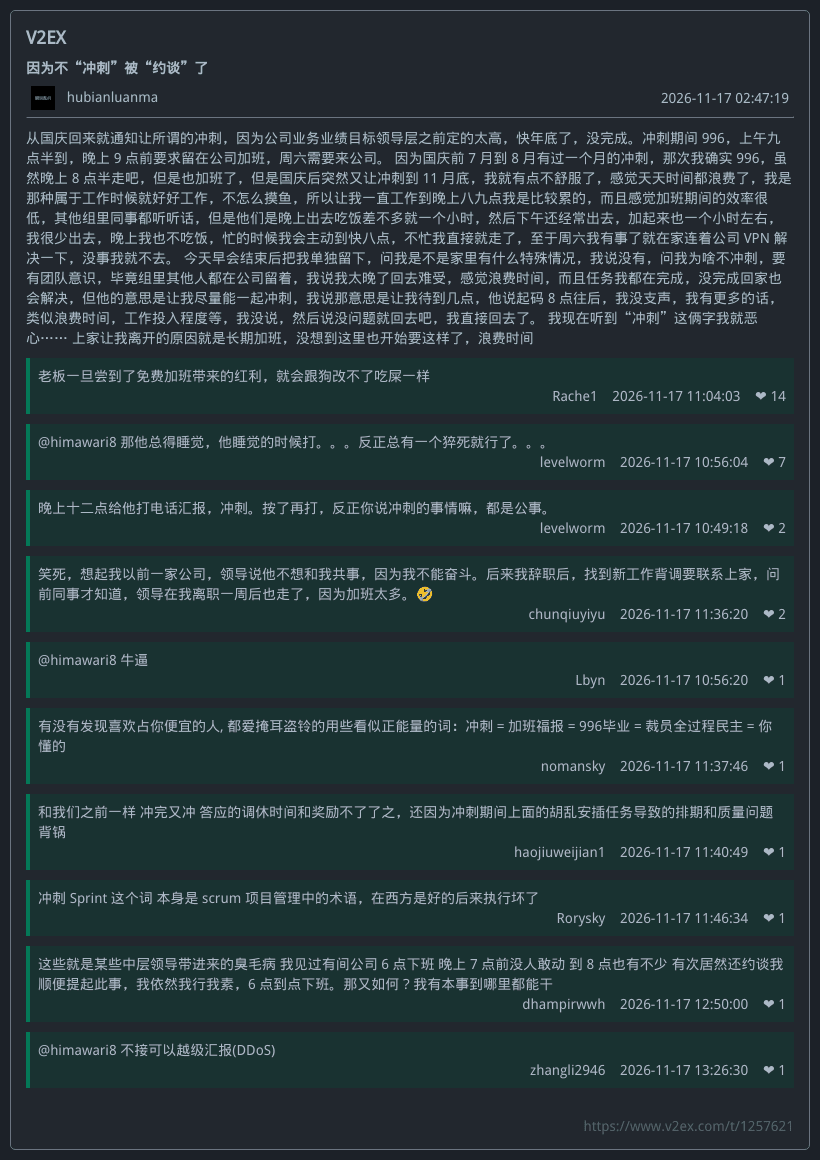 V2EX
因为不“冲刺”被“约谈”了
hubianluanma 2026-11-17 02:47:19
从国庆回来就通知让所谓的冲刺，因为公司业务业绩目标领导层之前定的太高，快年底了，没完成。冲刺期间 996，上午九
点半到，晚上 9 点前要求留在公司加班，周六需要来公司。 因为国庆前 7 月到 8 月有过一个月的冲刺，那次我确实 996，虽
然晚上 8 点半走吧，但是也加班了，但是国庆后突然又让冲刺到 11 月底，我就有点不舒服了，感觉天天时间都浪费了，我是
那种属于工作时候就好好工作，不怎么摸鱼，所以让我一直工作到晚上八九点我是比较累的，而且感觉加班期间的效率很
低，其他组里同事都听听话，但是他们是晚上出去吃饭差不多就一个小时，然后下午还经常出去，加起来也一个小时左右，
我很少出去，晚上我也不吃饭，忙的时候我会主动到快八点，不忙我直接就走了，至于周六我有事了就在家连着公司 VPN 解
决一下，没事我就不去。 今天早会结束后把我单独留下，问我是不是家里有什么特殊情况，我说没有，问我为啥不冲刺，要
有团队意识，毕竟组里其他人都在公司留着，我说我太晚了回去难受，感觉浪费时间，而且任务我都在完成，没完成回家也
会解决，但他的意思是让我尽量能一起冲刺，我说那意思是让我待到几点，他说起码 8 点往后，我没支声，我有更多的话，
类似浪费时间，工作投入程度等，我没说，然后说没问题就回去吧，我直接回去了。 我现在听到“冲刺”这俩字我就恶
心…… 上家让我离开的原因就是长期加班，没想到这里也开始要这样了，浪费时间
老板一旦尝到了免费加班带来的红利，就会跟狗改不了吃屎一样
Rache1 2026-11-17 11:04:03 ❤ 14
@himawari8 那他总得睡觉，他睡觉的时候打。。。反正总有一个猝死就行了。。。
levelworm 2026-11-17 10:56:04 ❤ 7
晚上十二点给他打电话汇报，冲刺。按了再打，反正你说冲刺的事情嘛，都是公事。
levelworm 2026-11-17 10:49:18 ❤ 2
笑死，想起我以前一家公司，领导说他不想和我共事，因为我不能奋斗。后来我辞职后，找到新工作背调要联系上家，问
前同事才知道，领导在我离职一周后也走了，因为加班太多。🤣
chunqiuyiyu 2026-11-17 11:36:20 ❤ 2
@himawari8 牛逼
Lbyn 2026-11-17 10:56:20 ❤ 1
有没有发现喜欢占你便宜的人, 都爱掩耳盗铃的用些看似正能量的词：冲刺 = 加班福报 = 996毕业 = 裁员全过程民主 = 你
懂的
nomansky 2026-11-17 11:37:46 ❤ 1
和我们之前一样 冲完又冲 答应的调休时间和奖励不了了之，还因为冲刺期间上面的胡乱安插任务导致的排期和质量问题
背锅
haojiuweijian1 2026-11-17 11:40:49 ❤ 1
冲刺 Sprint 这个词 本身是 scrum 项目管理中的术语，在西方是好的后来执行坏了
Rorysky 2026-11-17 11:46:34 ❤ 1
这些就是某些中层领导带进来的臭毛病 我见过有间公司 6 点下班 晚上 7 点前没人敢动 到 8 点也有不少 有次居然还约谈我
顺便提起此事，我依然我行我素，6 点到点下班。那又如何？我有本事到哪里都能干
dhampirwwh 2026-11-17 12:50:00 ❤ 1
@himawari8 不接可以越级汇报(DDoS)
zhangli2946 2026-11-17 13:26:30 ❤ 1
https://www.v2ex.com/t/1257621